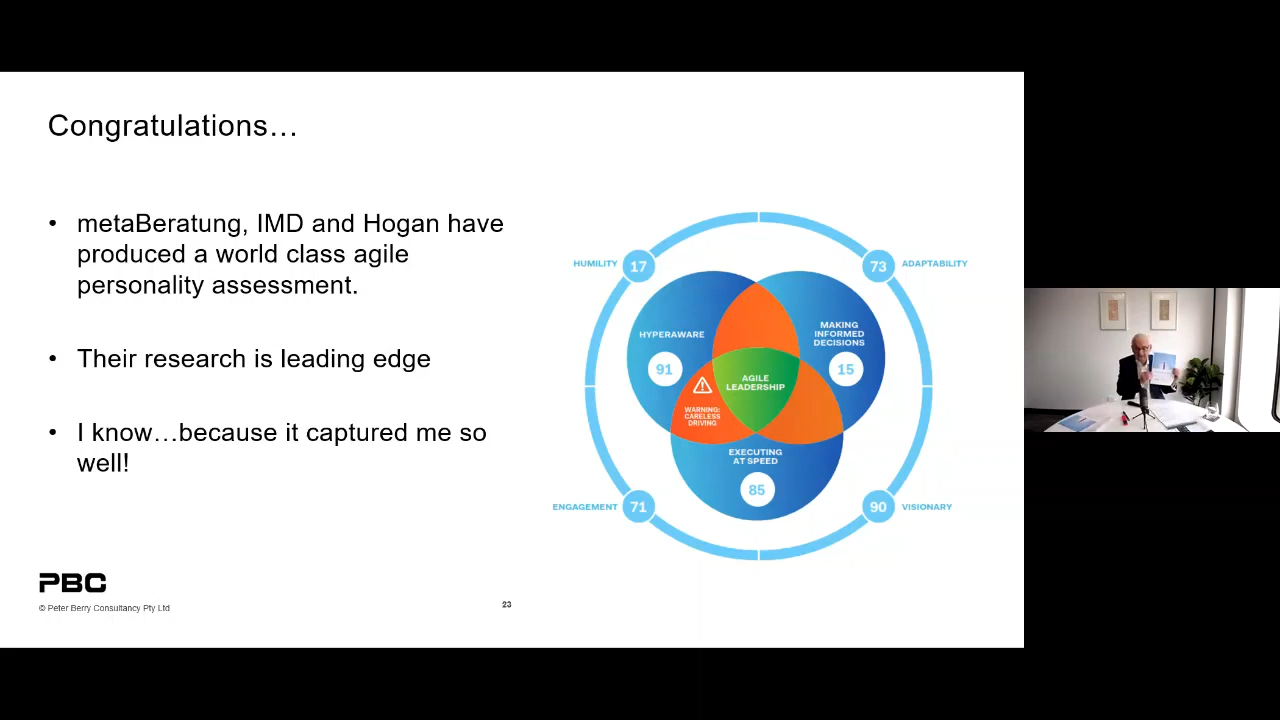 Congratulations…
• metaBeratung, IMD and Hogan have
produced a world class agile
personality assessment.
• Their research is leading edge
• I know…because it captured me so
well!
HUMILITY
17
73
ADAPTABILITY
HYPERAWARE
91
MAKING
INFORMED
DECISIONS
15
AGILE
LEADERSHIP
WARNING:
CARELESS
DRIVING
EXECUTING
AT SPEED
85
ENGAGEMENT
71
90
VISIONARY
PBC
© Peter Berry Consultancy Pty Ltd
23